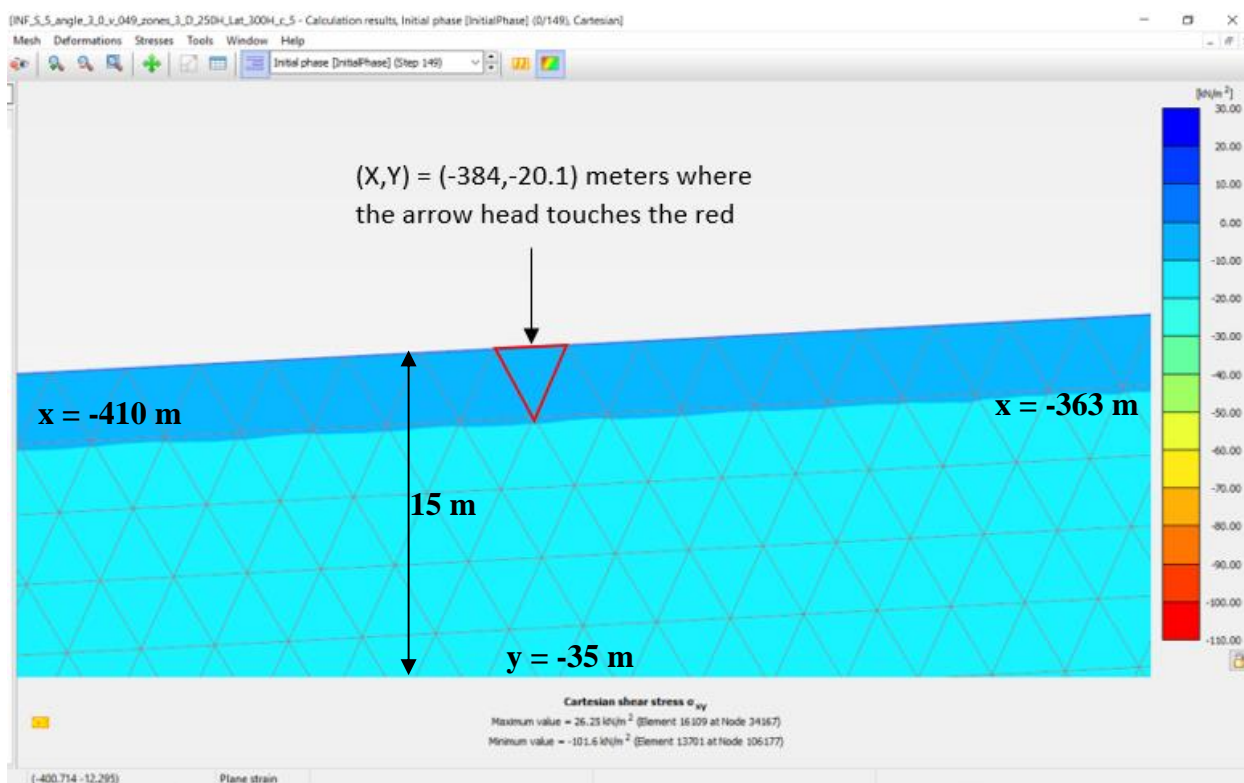 [INF_S_5_angle_3_0_v_049_zones_3_D_250H_Lat_300H_c_5 - Calculation results, Initial phase [InitialPhase] (0/149), Cartesian]
Mesh Deformations Stresses Tools Window Help
Initial phase [InitialPhase] (Step 149)
[kN/m²]
30.00
20.00
10.00
0.00
-10.00
-20.00
-30.00
-40.00
-50.00
-60.00
-70.00
-80.00
-90.00
-100.00
-110.00
(X,Y) = (-384,-20.1) meters where
the arrow head touches the red
x = -410 m
x = -363 m
15 m
y = -35 m
Cartesian shear stress σxy
Maximum value = 26.25 kN/m² (Element 16109 at Node 34167)
Minimum value = -101.6 kN/m² (Element 13701 at Node 106177)
(-400.714 -12.295)
Plane strain